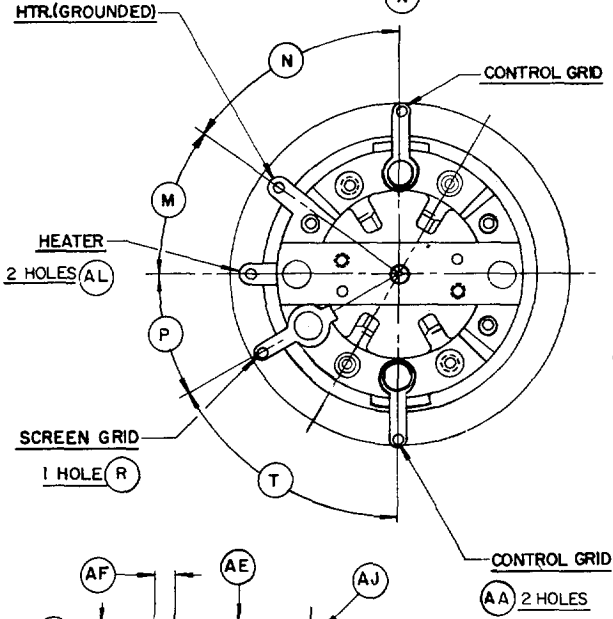 HTR.(GROUNDED)
N
CONTROL GRID
M
HEATER
2 HOLES AL
P
SCREEN GRID
1 HOLE R
T
CONTROL GRID
AA 2 HOLES
AF
AE
AJ